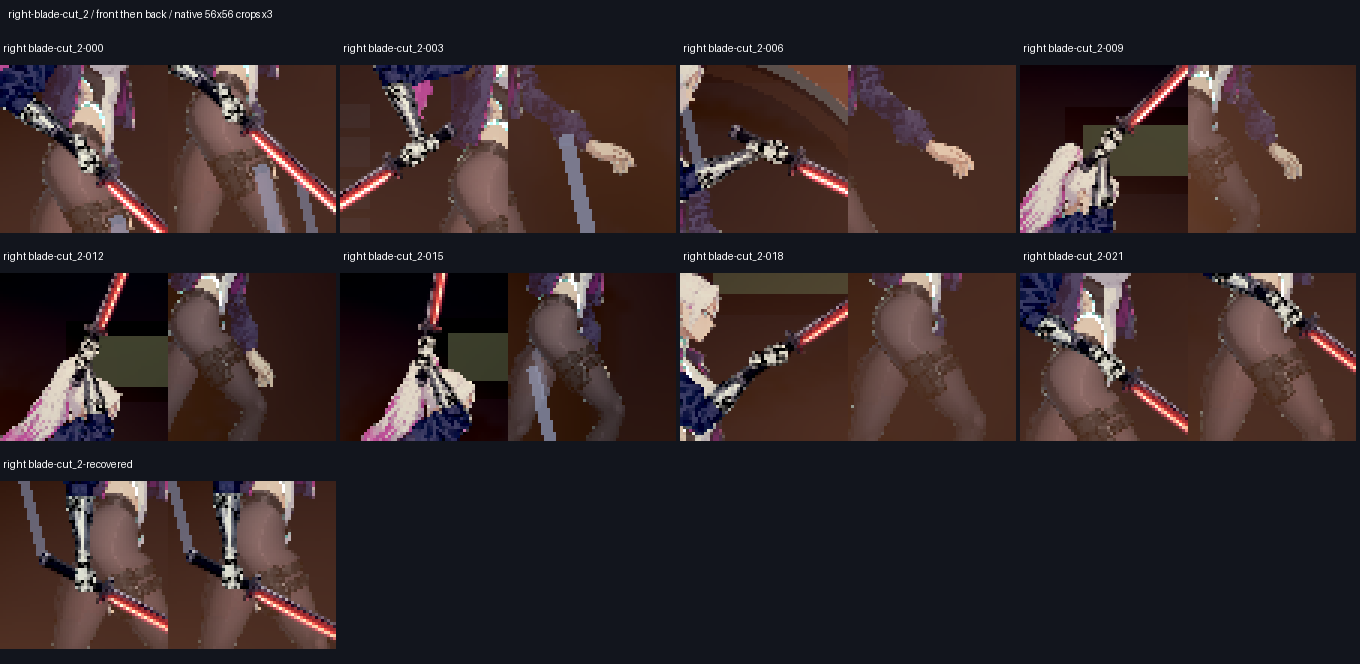 right-blade-cut_2 / front then back / native 56x56 crops x3
right blade-cut_2-000
right blade-cut_2-003
right blade-cut_2-006
right blade-cut_2-009
right blade-cut_2-012
right blade-cut_2-015
right blade-cut_2-018
right blade-cut_2-021
right blade-cut_2-recovered